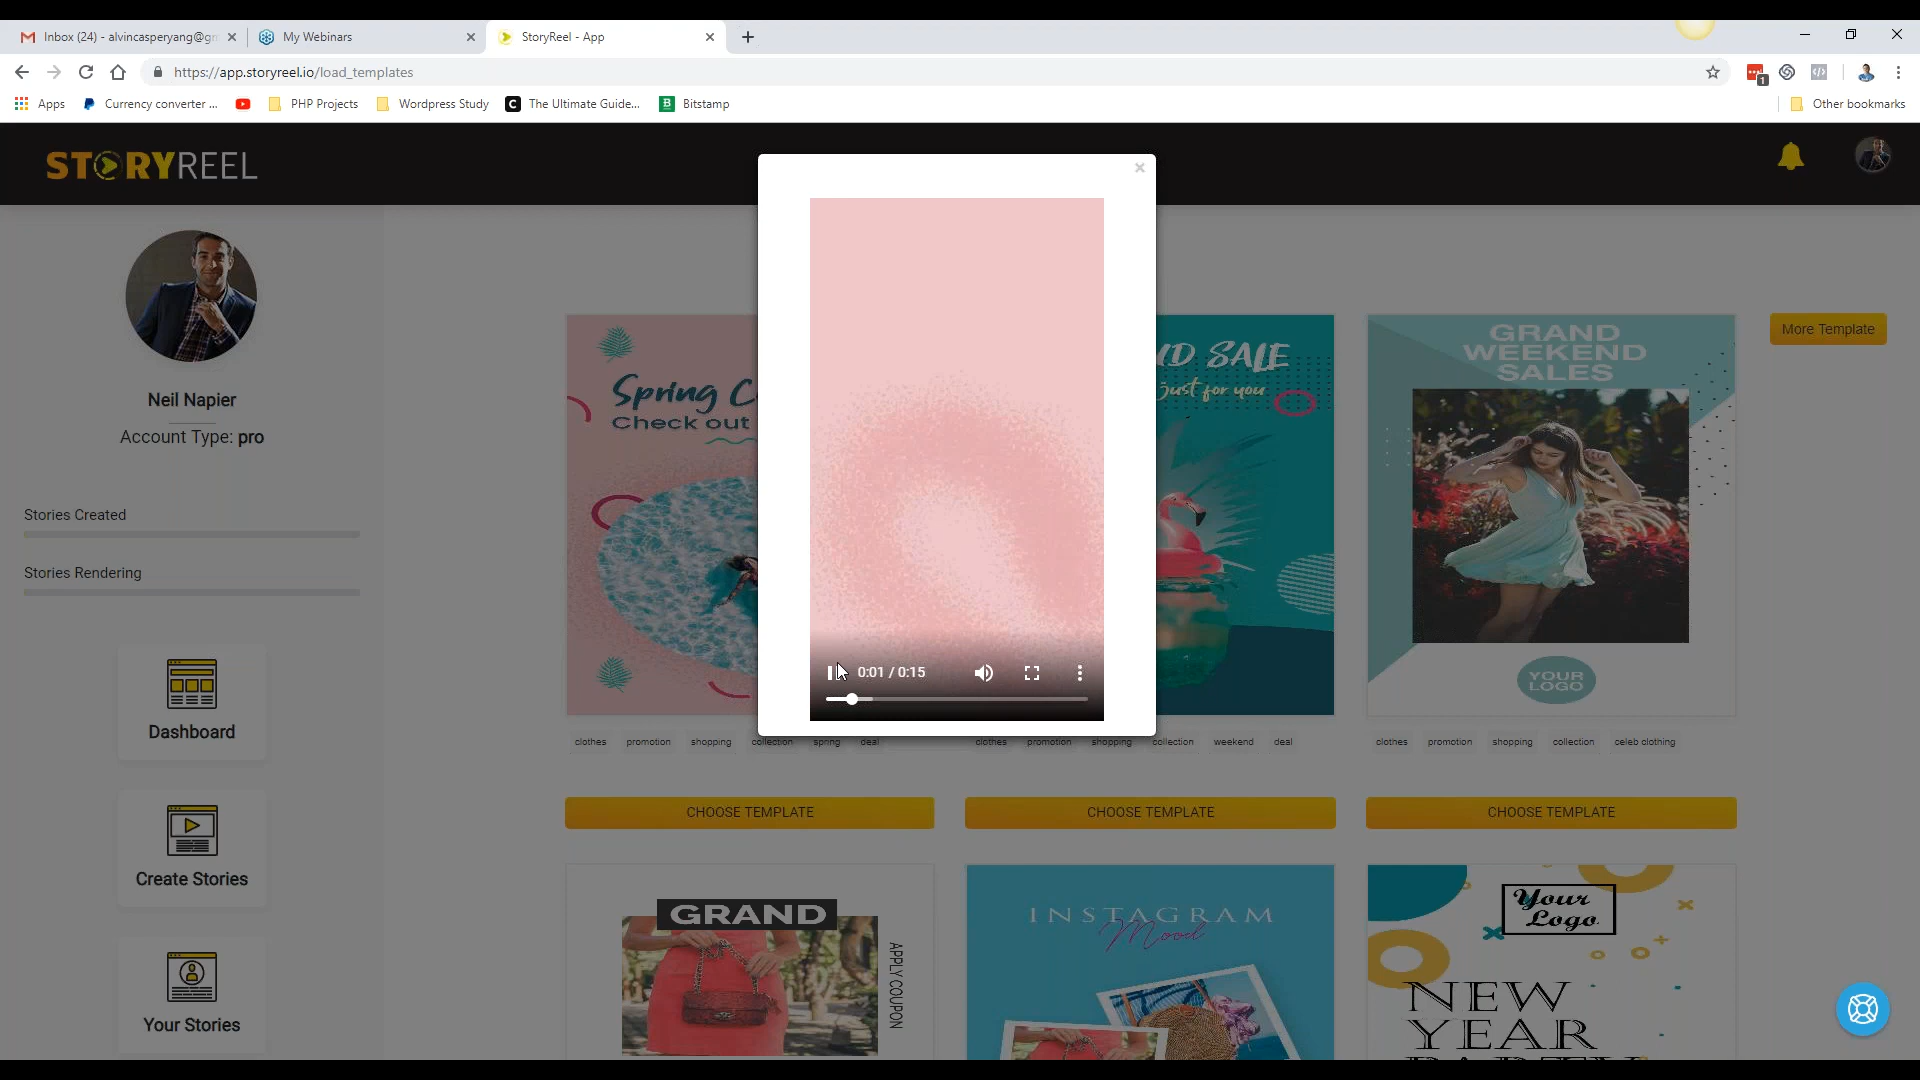 Inbox (24) - alvincasperyang@gr
My Webinars
StoryReel - App
https://app.storyreel.io/load_templates
1
Apps
Currency converter ...
PHP Projects
Wordpress Study
The Ultimate Guide...
Bitstamp
Other bookmarks
STORYREEL
Neil Napier
Account Type: pro
Stories Created
Stories Rendering
Dashboard
Create Stories
Your Stories
Spring C
Check out
0:01 / 0:15
ND SALE
Just for you
GRAND
WEEKEND
SALES
YOUR
LOGO
More Template
clothes promotion shopping collection spring deal
clothes promotion shopping collection weekend deal
clothes promotion shopping collection celeb clothing
CHOOSE TEMPLATE
CHOOSE TEMPLATE
CHOOSE TEMPLATE
GRAND
APPLY COUPON
INSTAGRAM
Mood
Your
Logo
NEW
YEAR
PARTY